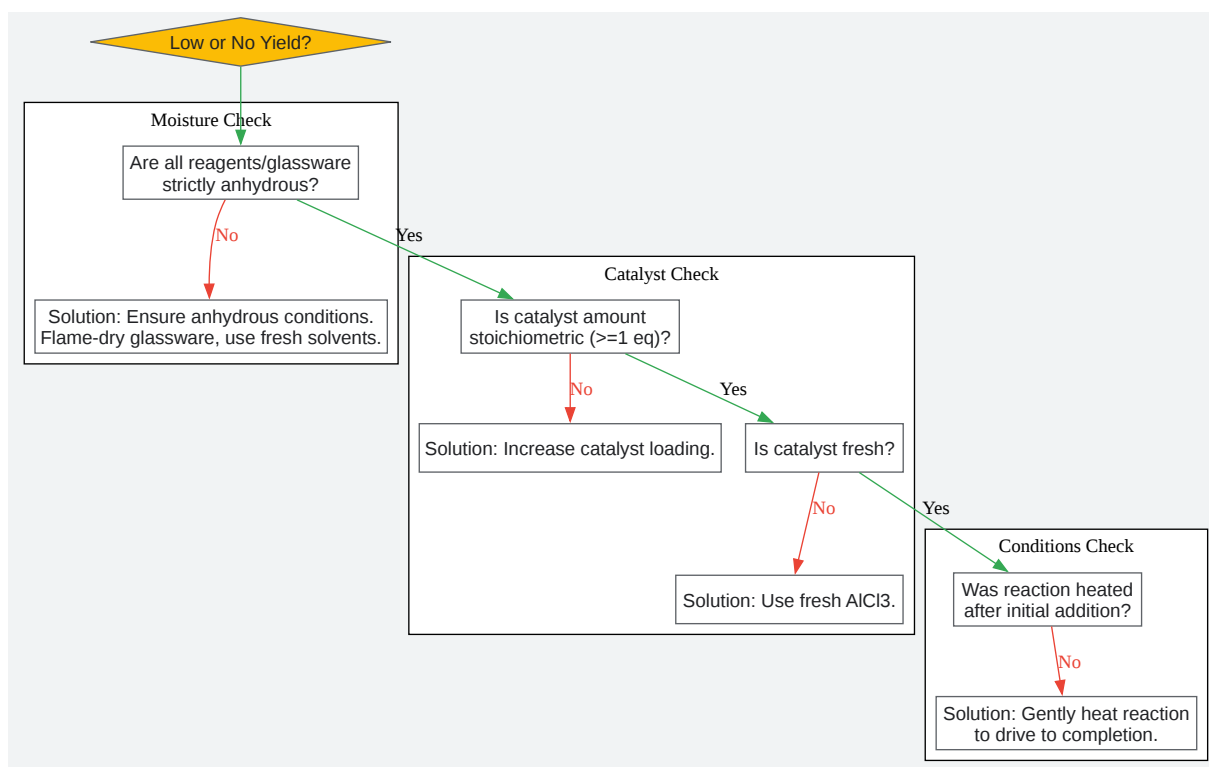 Low or No Yield?
Moisture Check
Are all reagents/glassware
strictly anhydrous?
No
Yes
Solution: Ensure anhydrous conditions.
Flame-dry glassware, use fresh solvents.
Catalyst Check
Is catalyst amount
stoichiometric (>=1 eq)?
No
Yes
Solution: Increase catalyst loading.
Is catalyst fresh?
No
Yes
Solution: Use fresh AlCl3.
Conditions Check
Was reaction heated
after initial addition?
No
Solution: Gently heat reaction
to drive to completion.